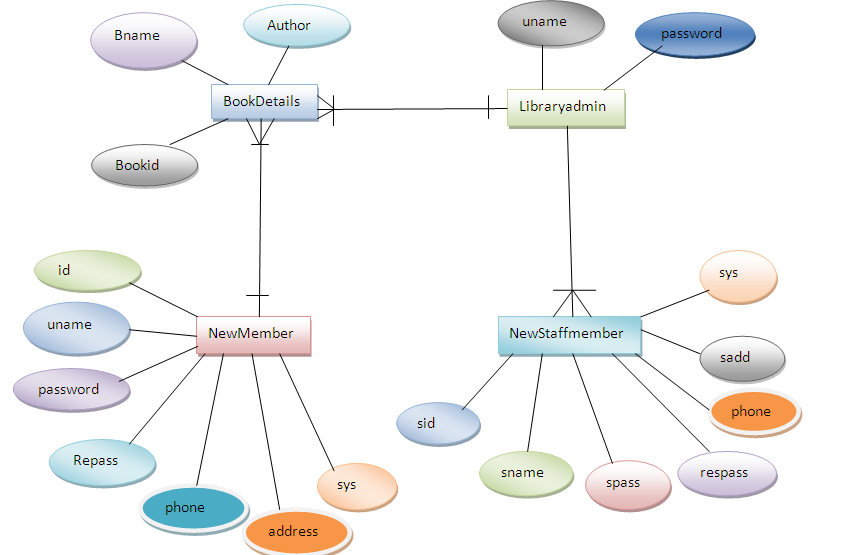 Bname
Author
uname
password
BookDetails
Libraryadmin
Bookid
id
uname
password
Repass
phone
address
sys
NewMember
NewStaffmember
sys
sadd
phone
respass
spass
sname
sid